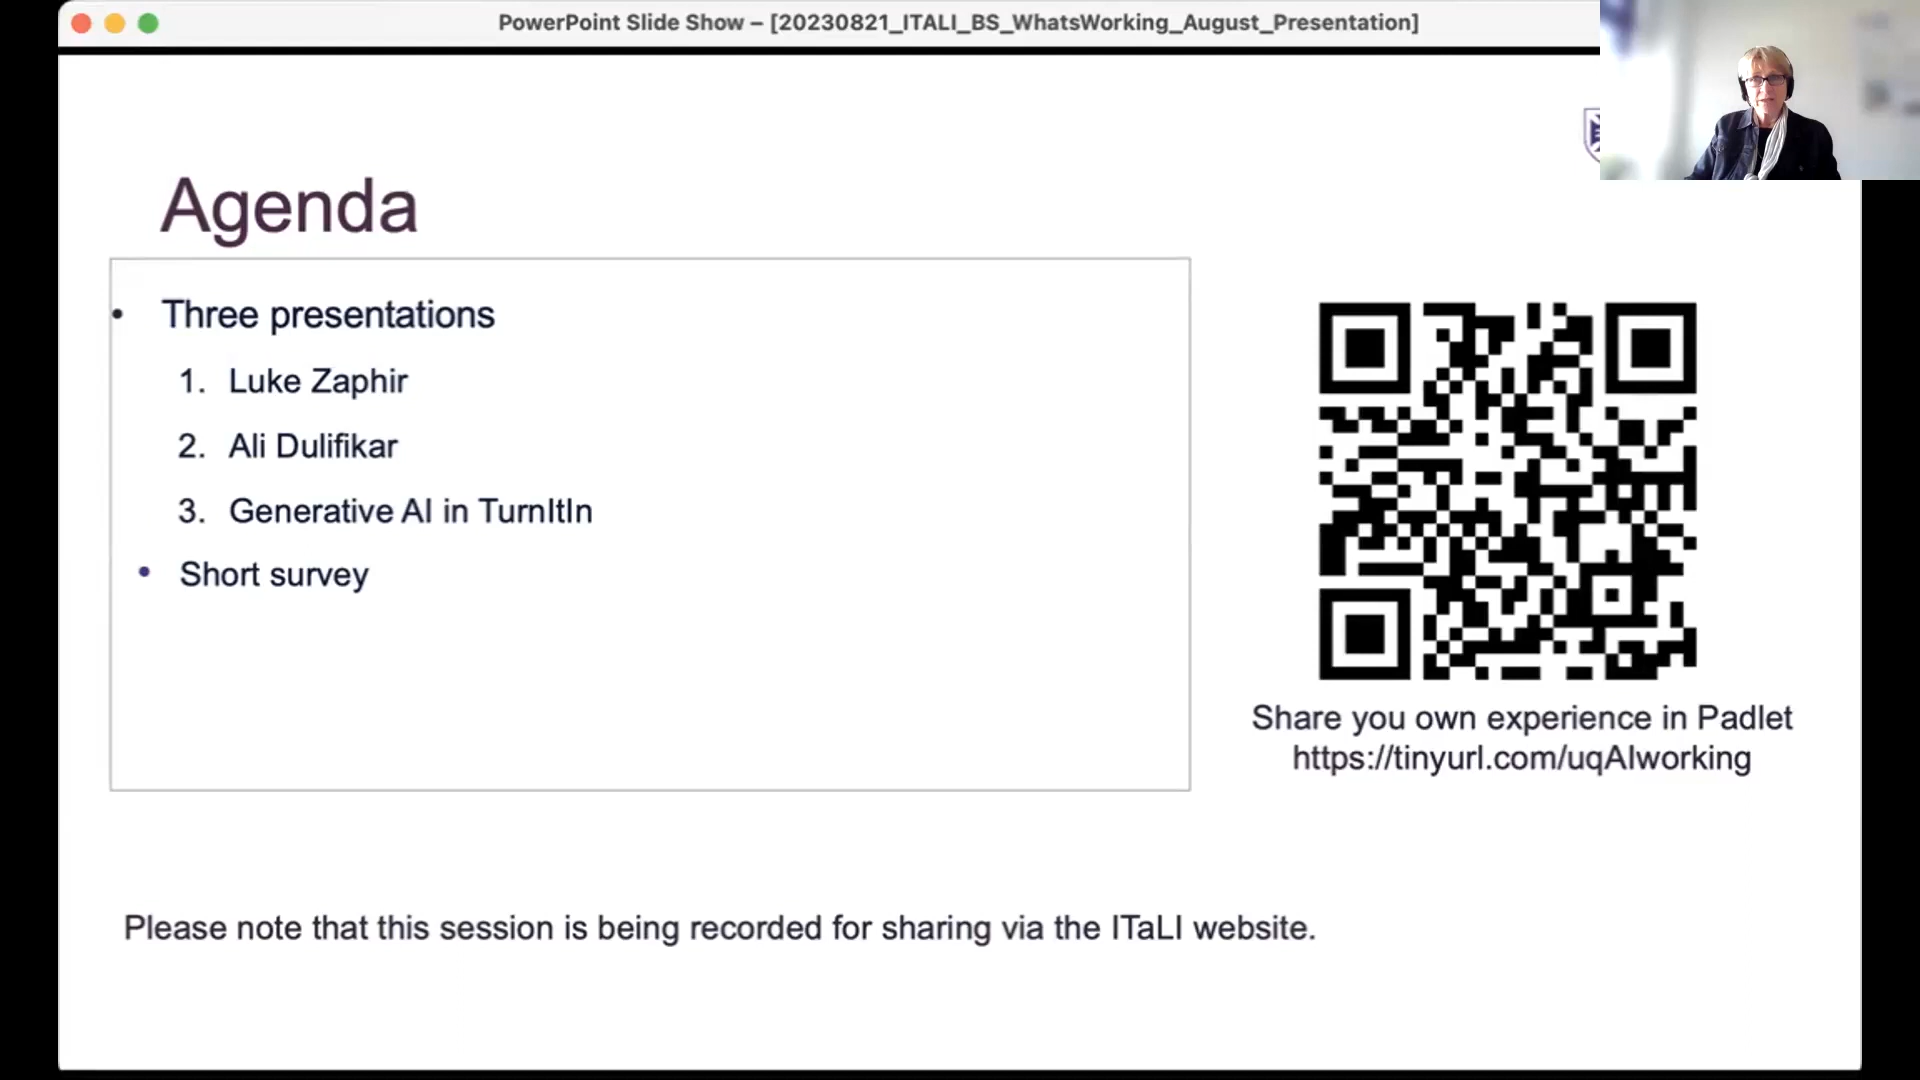 PowerPoint Slide Show – [20230821_ITALI_BS_WhatsWorking_August_Presentation]
Agenda
• Three presentations
1. Luke Zaphir
2. Ali Dulifikar
3. Generative AI in TurnItIn
• Short survey
Share you own experience in Padlet
https://tinyurl.com/uqAIworking
Please note that this session is being recorded for sharing via the ITaLI website.